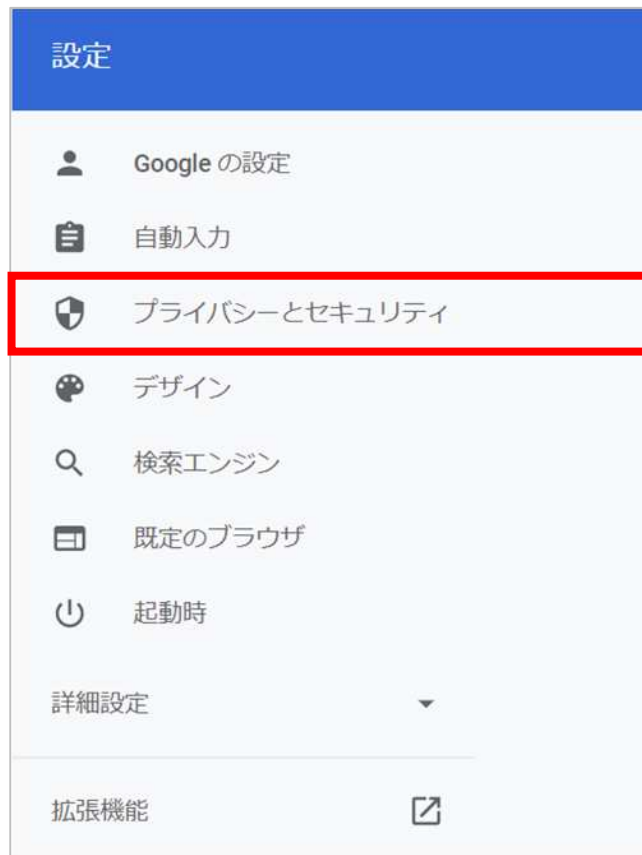 設定
Google の設定
自動入力
プライバシーとセキュリティ
デザイン
検索エンジン
既定のブラウザ
起動時
詳細設定
拡張機能